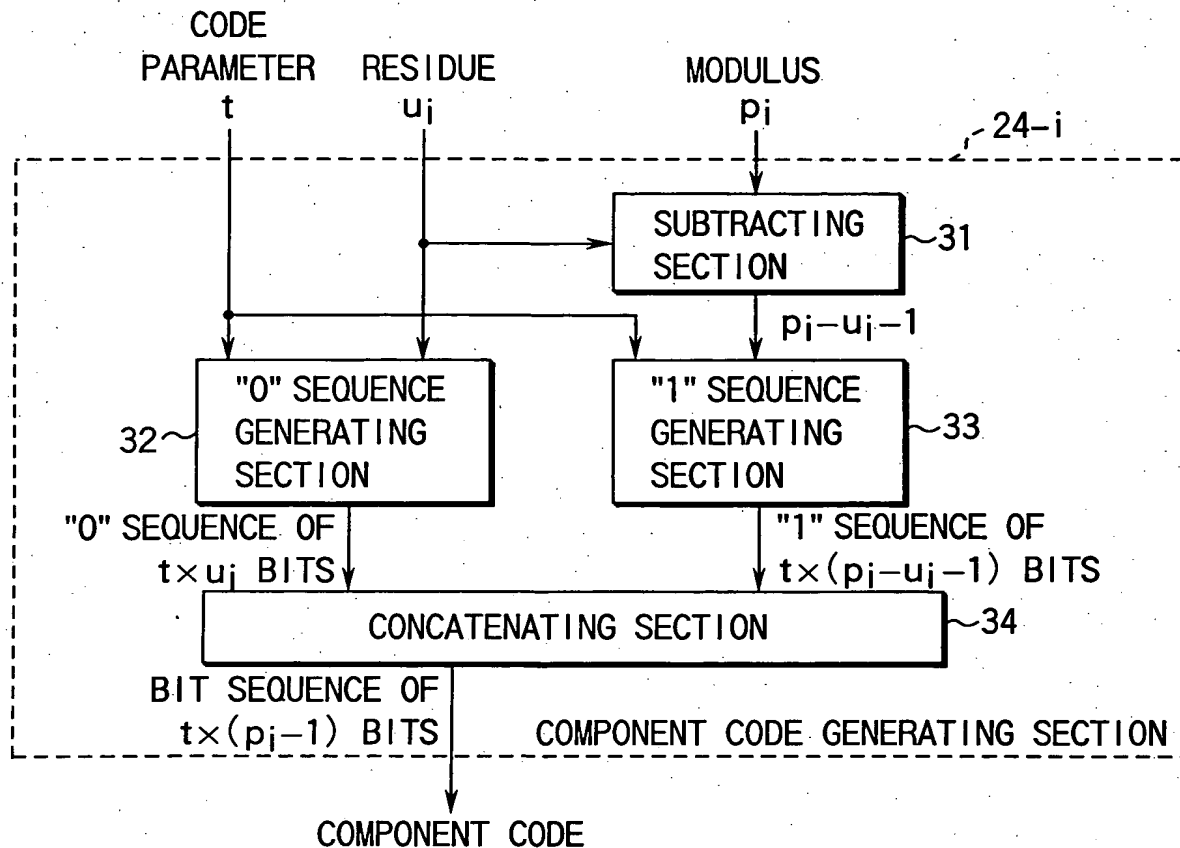 CODE
PARAMETER
t
RESIDUE
ui
MODULUS
pi
24-i
SUBTRACTING
SECTION
31
pi-ui-1
"0" SEQUENCE
GENERATING
SECTION
32
"1" SEQUENCE
GENERATING
SECTION
33
"0" SEQUENCE OF
t×ui BITS
"1" SEQUENCE OF
t×(pi-ui-1) BITS
CONCATENATING SECTION
34
BIT SEQUENCE OF
t×(pi-1) BITS
COMPONENT CODE GENERATING SECTION
COMPONENT CODE